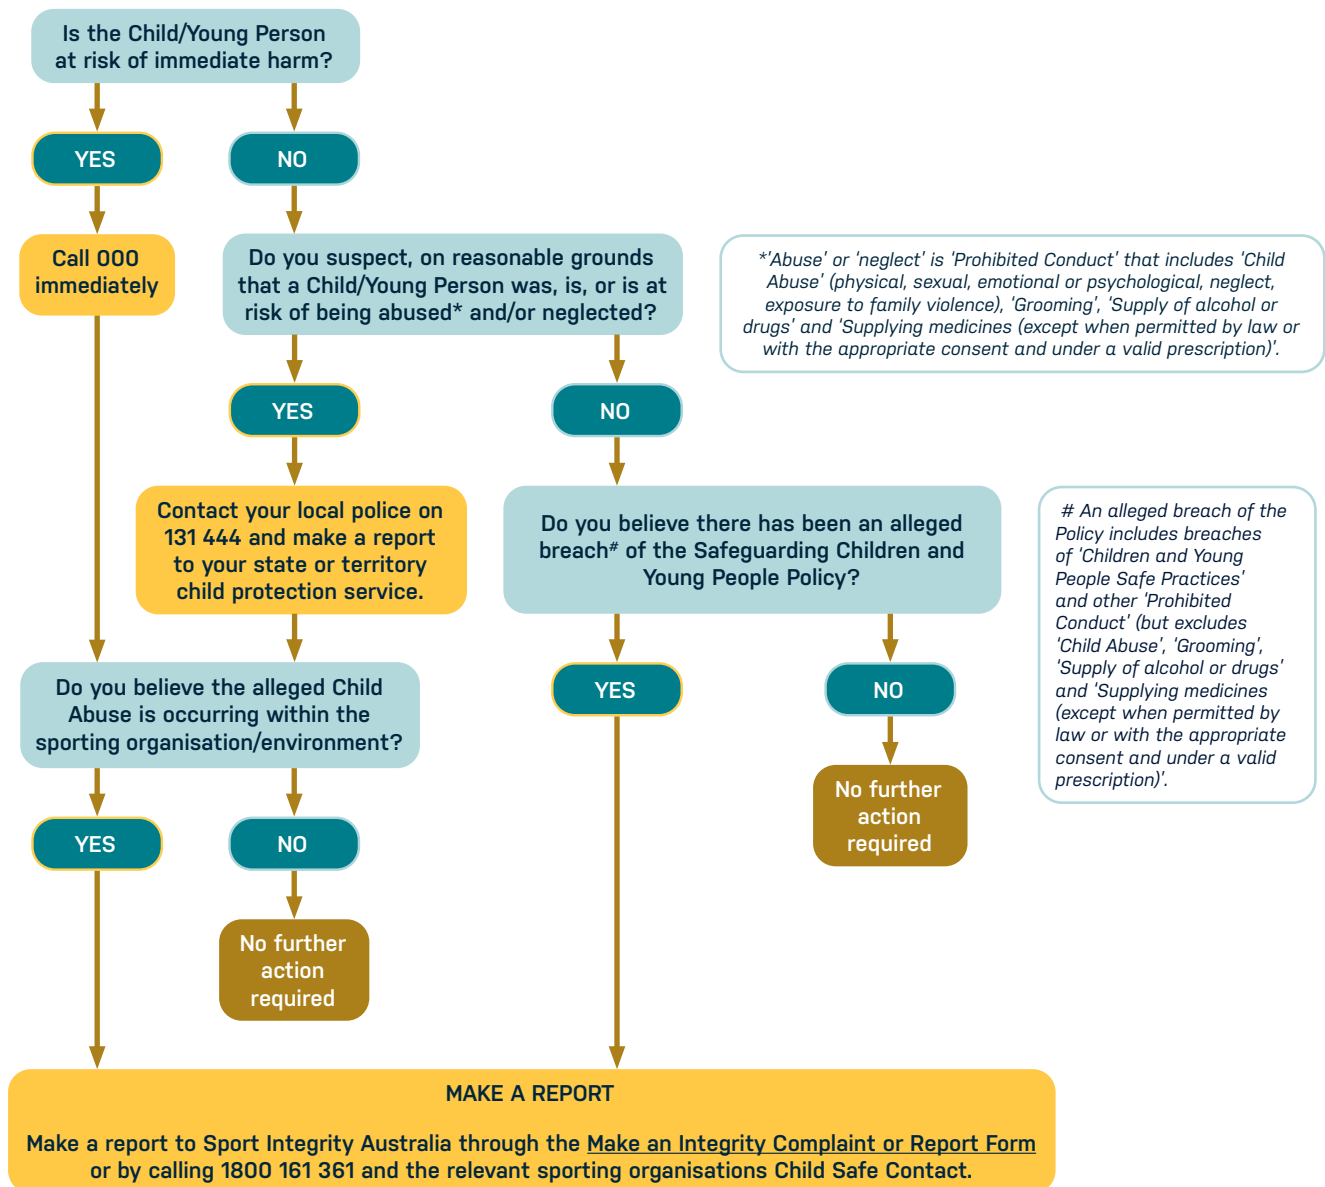 Is the Child/Young Person
at risk of immediate harm?
YES
NO
Call 000
immediately
Do you suspect, on reasonable grounds
that a Child/Young Person was, is, or is at
risk of being abused* and/or neglected?
*'Abuse' or 'neglect' is 'Prohibited Conduct' that includes 'Child
Abuse' (physical, sexual, emotional or psychological, neglect,
exposure to family violence), 'Grooming', 'Supply of alcohol or
drugs' and 'Supplying medicines (except when permitted by law or
with the appropriate consent and under a valid prescription)'.
YES
NO
Contact your local police on
131 444 and make a report
to your state or territory
child protection service.
Do you believe there has been an alleged
breach# of the Safeguarding Children and
Young People Policy?
# An alleged breach of the
Policy includes breaches
of 'Children and Young
People Safe Practices'
and other 'Prohibited
Conduct' (but excludes
'Child Abuse', 'Grooming',
'Supply of alcohol or drugs'
and 'Supplying medicines
(except when permitted by
law or with the appropriate
consent and under a valid
prescription)'.
Do you believe the alleged Child
Abuse is occurring within the
sporting organisation/environment?
YES
NO
No further
action
required
YES
NO
No further
action
required
MAKE A REPORT
Make a report to Sport Integrity Australia through the Make an Integrity Complaint or Report Form
or by calling 1800 161 361 and the relevant sporting organisations Child Safe Contact.